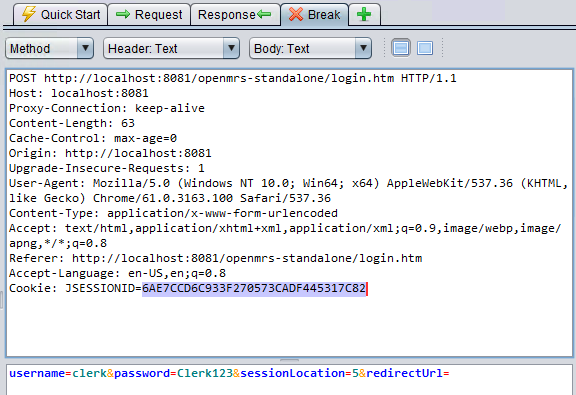 Quick Start Request Response Break
Method Header: Text Body: Text
POST http://localhost:8081/openmrs-standalone/login.htm HTTP/1.1
Host: localhost:8081
Proxy-Connection: keep-alive
Content-Length: 63
Cache-Control: max-age=0
Origin: http://localhost:8081
Upgrade-Insecure-Requests: 1
User-Agent: Mozilla/5.0 (Windows NT 10.0; Win64; x64) AppleWebKit/537.36 (KHTML,
like Gecko) Chrome/61.0.3163.100 Safari/537.36
Content-Type: application/x-www-form-urlencoded
Accept: text/html,application/xhtml+xml,application/xml;q=0.9,image/webp,image/
apng,*/*;q=0.8
Referer: http://localhost:8081/openmrs-standalone/login.htm
Accept-Language: en-US,en;q=0.8
Cookie: JSESSIONID=6AE7CCD6C933F270573CADF445317C82
username=clerk&password=Clerk123&sessionLocation=5&redirectUrl=